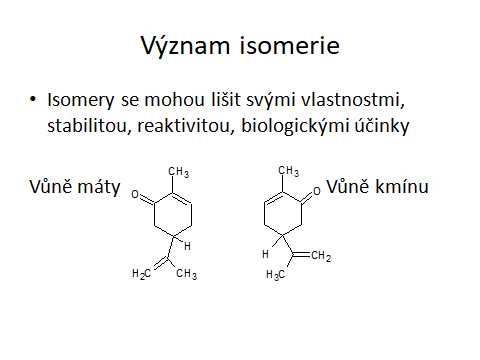 Význam isomerie
• Isomery se mohou lišit svými vlastnostmi,
stabilitou, reaktivitou, biologickými účinky
Vůně máty
CH3
O
H
H2C
CH3
CH3
O
H
CH2
H3C
Vůně kmínu